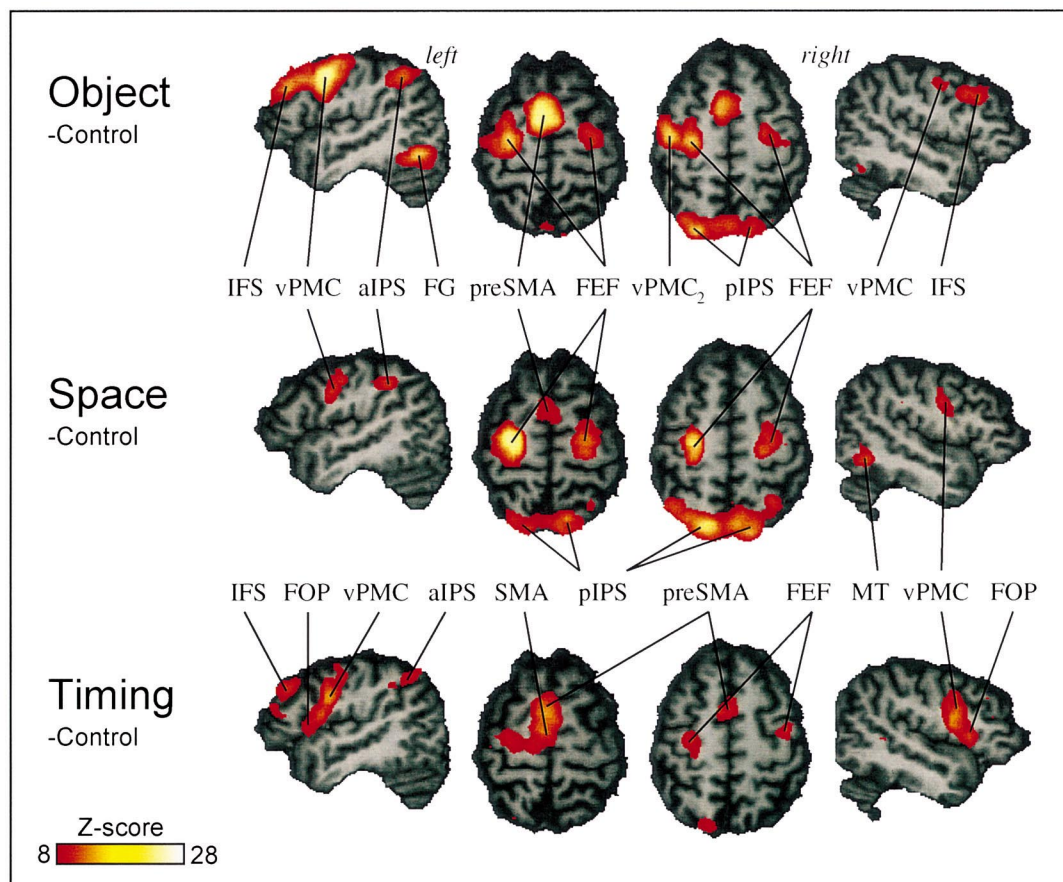 left
right
Object
-Control
IFS vPMC aIPS FG preSMA FEF vPMC2 pIPS FEF vPMC IFS
Space
-Control
IFS FOP vPMC aIPS SMA pIPS preSMA FEF MT vPMC FOP
Timing
-Control
Z-score
8 28